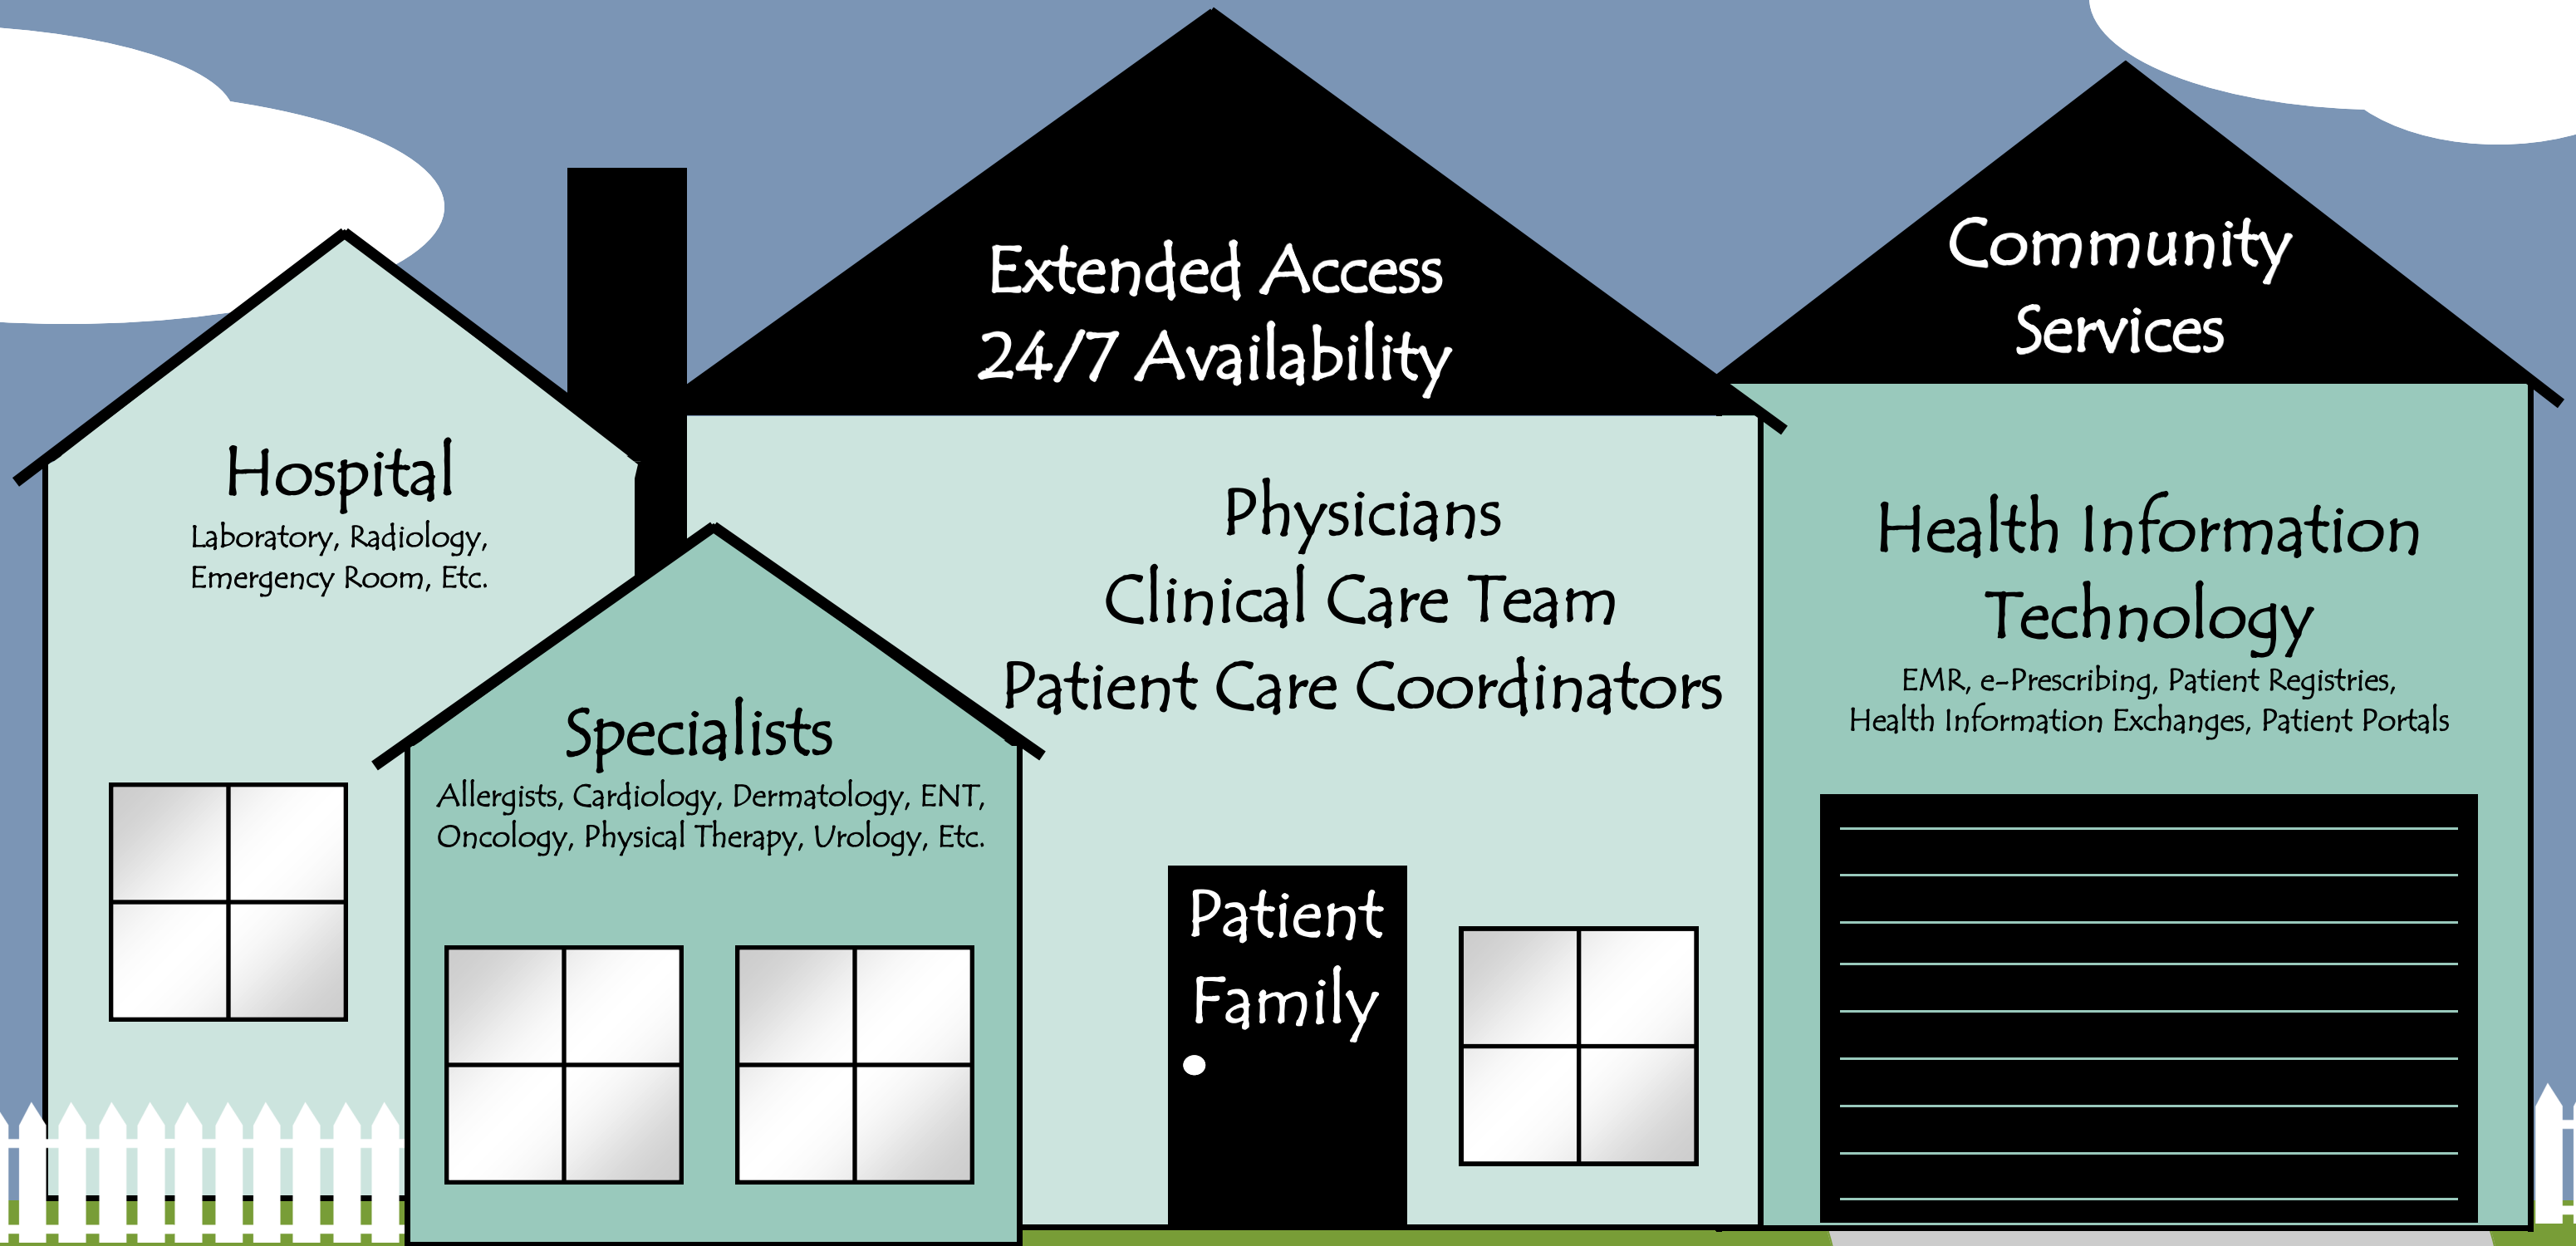 Extended Access
24/7 Availability
Community
Services
Hospital
Laboratory, Radiology,
Emergency Room, Etc.
Specialists
Allergists, Cardiology, Dermatology, ENT,
Oncology, Physical Therapy, Urology, Etc.
Physicians
Clinical Care Team
Patient Care Coordinators
Patient
Family
Health Information
Technology
EMR, e-Prescribing, Patient Registries,
Health Information Exchanges, Patient Portals